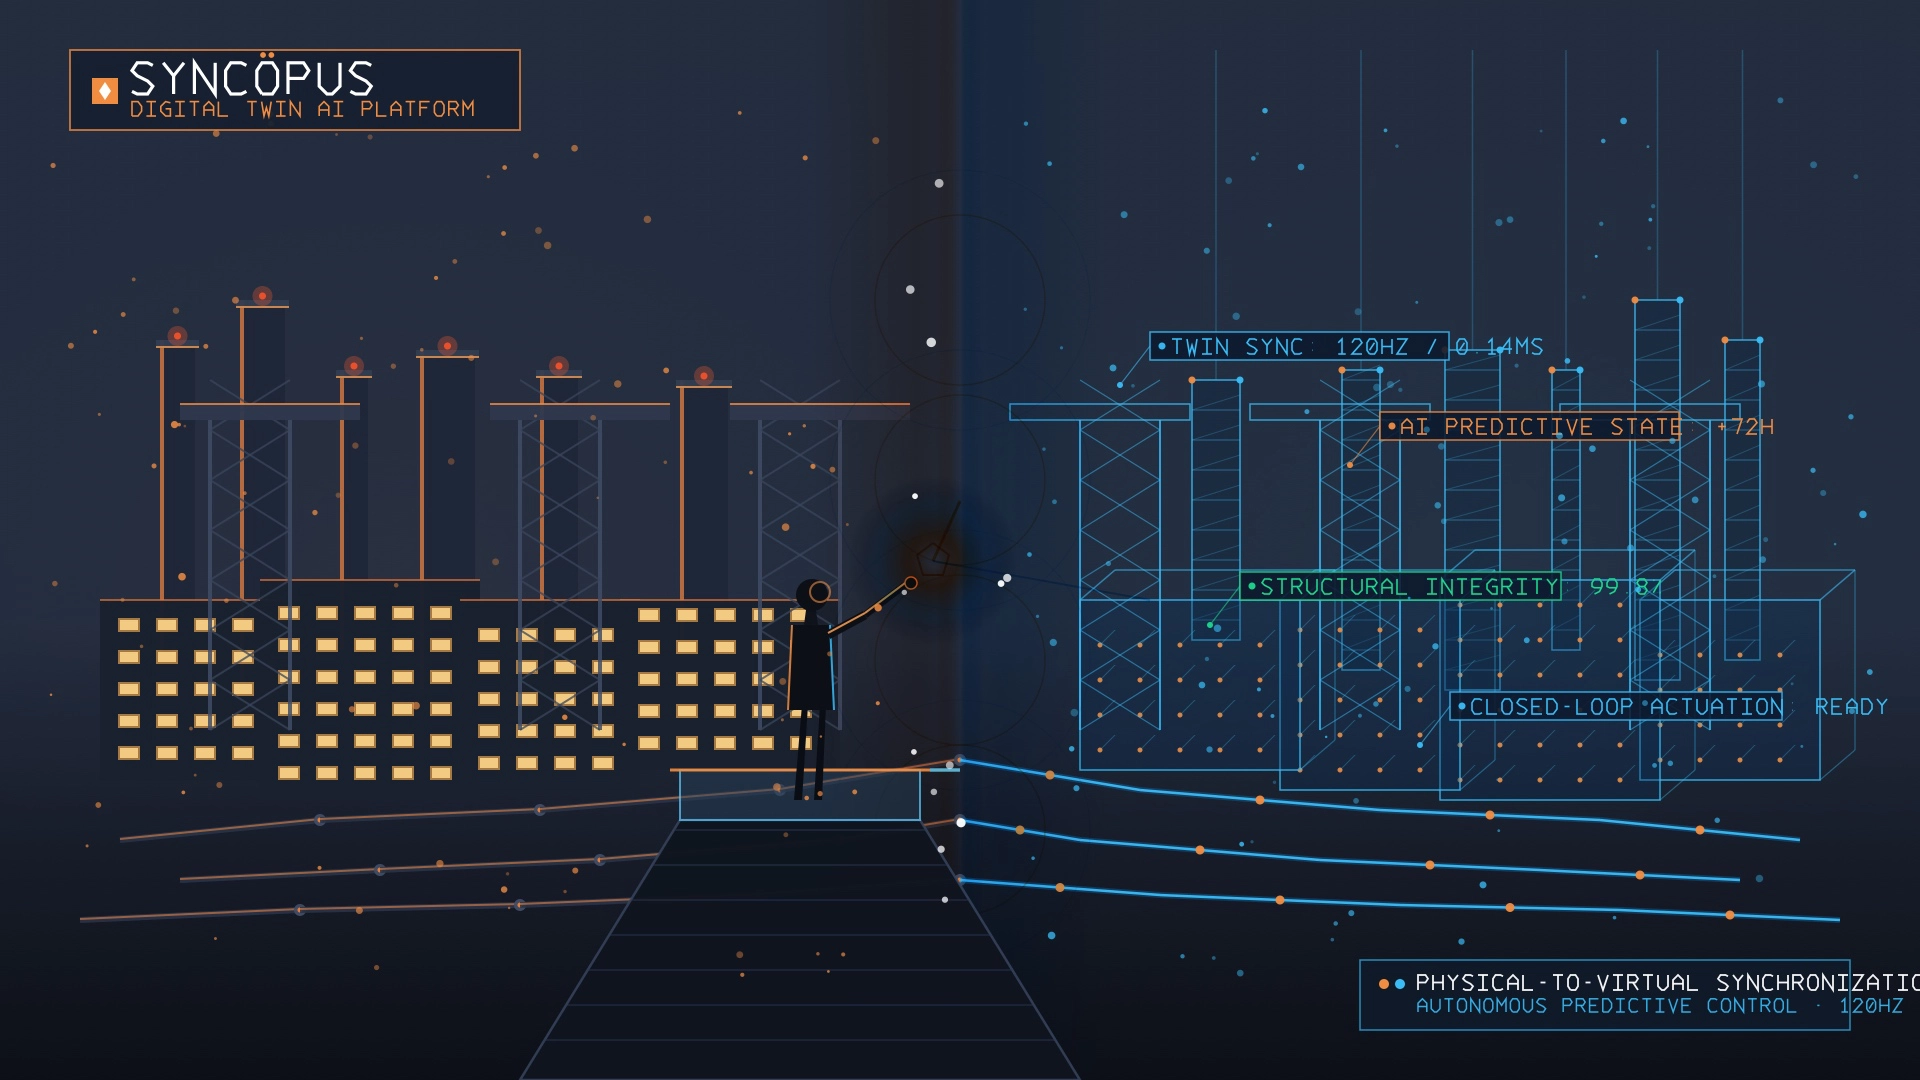 SYNCÖPUS
DIGITAL TWIN AI PLATFORM
TWIN SYNC: 120HZ / 0.14MS
AI PREDICTIVE STATE: +72H
STRUCTURAL INTEGRITY: 99.87
CLOSED-LOOP ACTUATION: READY
PHYSICAL-TO-VIRTUAL SYNCHRONIZATIO
AUTONOMOUS PREDICTIVE CONTROL · 120HZ